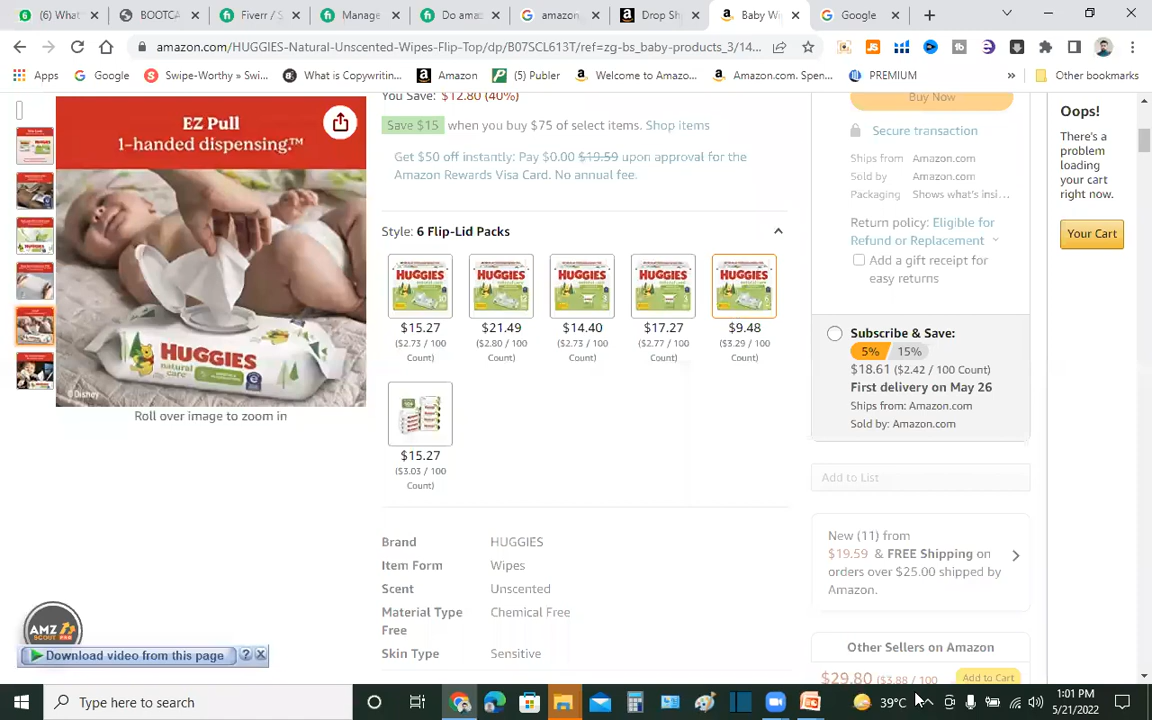 (6) What
BOOTCA
Fiverr / S
Manage
Do amaz
amazon
Drop Sh
Baby Wi
Google
amazon.com/HUGGIES-Natural-Unscented-Wipes-Flip-Top/dp/B07SCL613T/ref=zg-bs_baby-products_3/14...
Apps
Google
Swipe-Worthy » Swi...
What is Copywritin...
Amazon
(5) Publer
Welcome to Amazo...
Amazon.com. Spen...
PREMIUM
»
Other bookmarks
EZ Pull
1-handed dispensing.™
HUGGIES
natural care
©Disney
Roll over image to zoom in
You Save: $12.80 (40%)
Save $15 when you buy $75 of select items. Shop items
Get $50 off instantly: Pay $0.00 $19.59 upon approval for the
Amazon Rewards Visa Card. No annual fee.
Style: 6 Flip-Lid Packs
HUGGIES HUGGIES HUGGIES HUGGIES HUGGIES
$15.27 $21.49 $14.40 $17.27 $9.48
($2.73 / 100 ($2.80 / 100 ($2.73 / 100 ($2.77 / 100 ($3.29 / 100
Count) Count) Count) Count) Count)
$15.27
($3.03 / 100
Count)
Brand HUGGIES
Item Form Wipes
Scent Unscented
Material Type Chemical Free
Free
Skin Type Sensitive
Buy Now
Secure transaction
Ships from Amazon.com
Sold by Amazon.com
Packaging Shows what's insi...
Return policy: Eligible for
Refund or Replacement
Add a gift receipt for
easy returns
Subscribe & Save:
5% 15%
$18.61 ($2.42 / 100 Count)
First delivery on May 26
Ships from: Amazon.com
Sold by: Amazon.com
Add to List
New (11) from
$19.59 & FREE Shipping on
orders over $25.00 shipped by
Amazon.
Other Sellers on Amazon
$29.80 ($3.88 / 100 Add to Cart
Oops!
There's a
problem
loading
your cart
right now.
Your Cart
AMZ
SCOUT PRO
Download video from this page ?
Type here to search
39°C
1:01 PM
5/21/2022